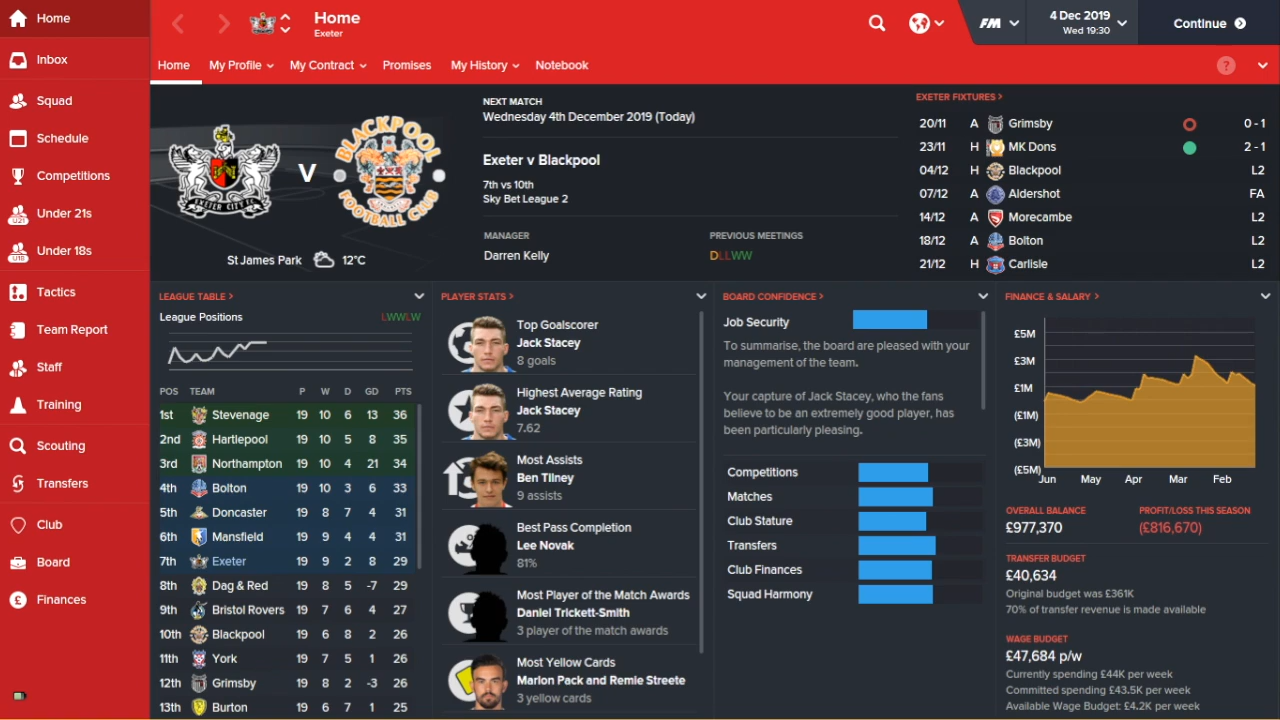 Home
Inbox
Squad
Schedule
Competitions
U21
Under 21s
U18
Under 18s
Tactics
Team Report
Staff
Training
Scouting
Transfers
Club
Board
Finances
Home
Exeter
FM
4 Dec 2019
Wed 19:30
Continue
Home My Profile My Contract Promises My History Notebook ?
EXETER CITY FC
V
BLACKPOOL
FOOTBALL CLUB
St James Park 12°C
NEXT MATCH
Wednesday 4th December 2019 (Today)
Exeter v Blackpool
7th vs 10th
Sky Bet League 2
MANAGER PREVIOUS MEETINGS
Darren Kelly DLLWW
EXETER FIXTURES >
20/11 A Grimsby 0 - 1
23/11 H MK Dons 2 - 1
04/12 H Blackpool L2
07/12 A Aldershot FA
14/12 A Morecambe L2
18/12 A Bolton L2
21/12 H Carlisle L2
LEAGUE TABLE >
League Positions LWWLW
POS TEAM P W D GD PTS
1st Stevenage 19 10 6 13 36
2nd Hartlepool 19 10 5 8 35
3rd Northampton 19 10 4 21 34
4th Bolton 19 10 3 6 33
5th Doncaster 19 8 7 4 31
6th Mansfield 19 9 4 4 31
7th Exeter 19 9 2 8 29
8th Dag & Red 19 8 5 -7 29
9th Bristol Rovers 19 7 6 4 27
10th Blackpool 19 6 8 2 26
11th York 19 7 5 1 26
12th Grimsby 19 8 2 -3 26
13th Burton 19 6 7 1 25
PLAYER STATS >
Top Goalscorer
Jack Stacey
8 goals
Highest Average Rating
Jack Stacey
7.62
Most Assists
Ben Tilney
9 assists
Best Pass Completion
Lee Novak
81%
Most Player of the Match Awards
Daniel Trickett-Smith
3 player of the match awards
Most Yellow Cards
Marlon Pack and Remie Streete
3 yellow cards
BOARD CONFIDENCE >
Job Security
To summarise, the board are pleased with your
management of the team.
Your capture of Jack Stacey, who the fans
believe to be an extremely good player, has
been particularly pleasing.
Competitions
Matches
Club Stature
Transfers
Club Finances
Squad Harmony
FINANCE & SALARY >
£5M
£3M
£1M
(£1M)
(£3M)
(£5M)
Jun May Apr Mar Feb
OVERALL BALANCE PROFIT/LOSS THIS SEASON
£977,370 (£816,670)
TRANSFER BUDGET
£40,634
Original budget was £361K
70% of transfer revenue is made available
WAGE BUDGET
£47,684 p/w
Currently spending £44K per week
Committed spending £43.5K per week
Available Wage Budget: £4.2K per week